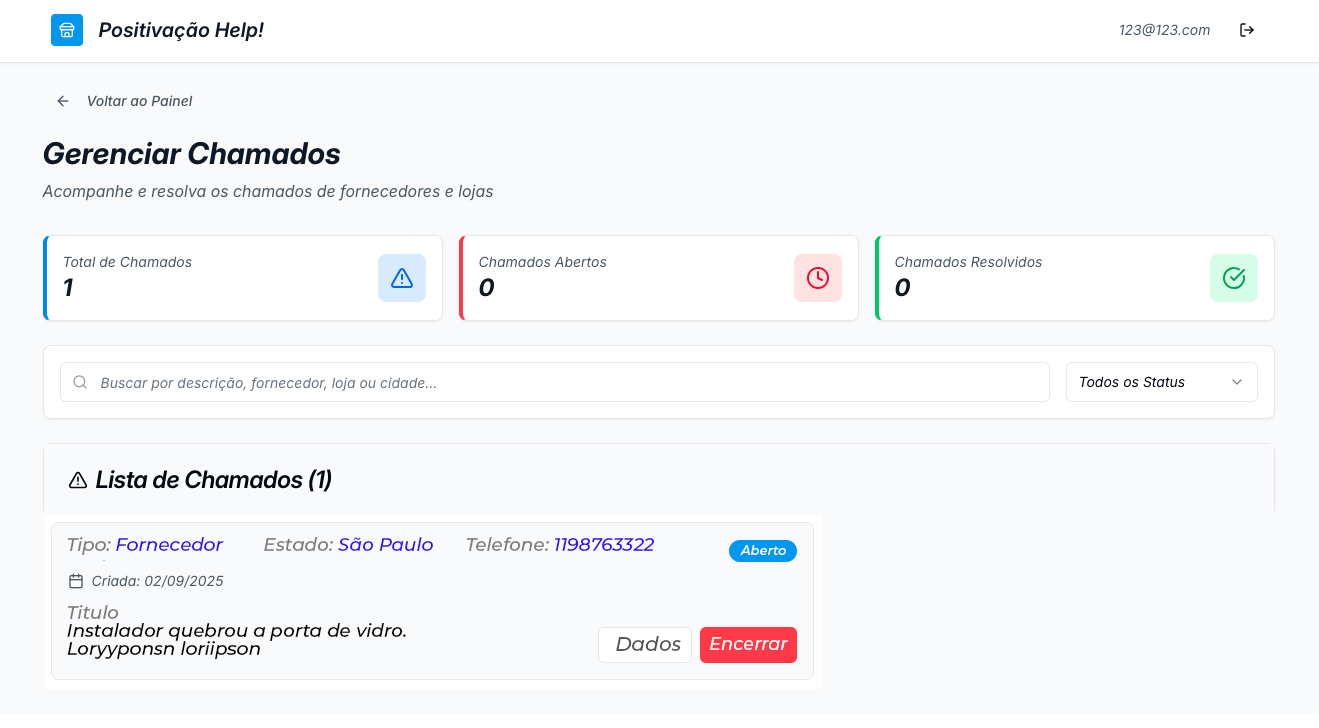 Positivação Help!
123@123.com
Voltar ao Painel
Gerenciar Chamados
Acompanhe e resolva os chamados de fornecedores e lojas
Total de Chamados
1
Chamados Abertos
0
Chamados Resolvidos
0
Buscar por descrição, fornecedor, loja ou cidade...
Todos os Status
Lista de Chamados (1)
Tipo: Fornecedor Estado: São Paulo Telefone: 1198763322
Aberto
Criada: 02/09/2025
Titulo
Instalador quebrou a porta de vidro.
Loryyponsn loriipson
Dados
Encerrar